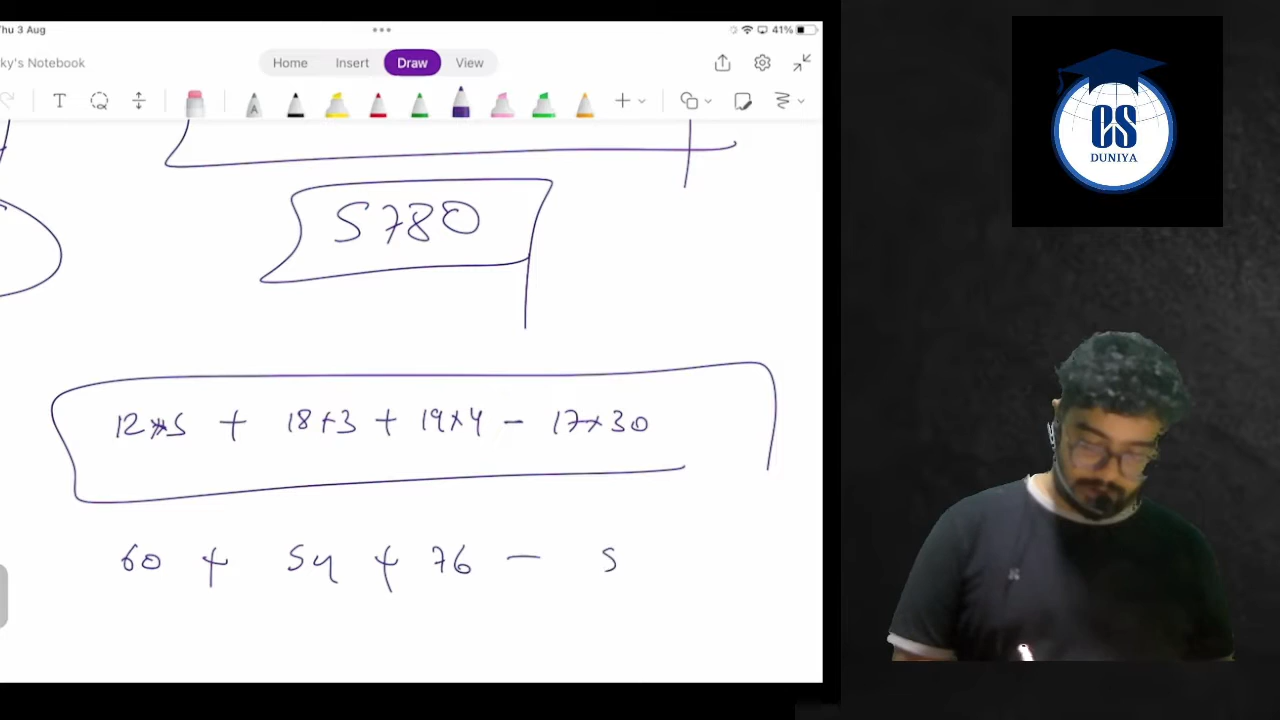 Thu 3 Aug
41%
ky's Notebook
Home Insert Draw View
A
5780
12*5 + 18*3 + 19*4 - 17*30
60 + 54 + 76 - 5
CS
DUNIYA